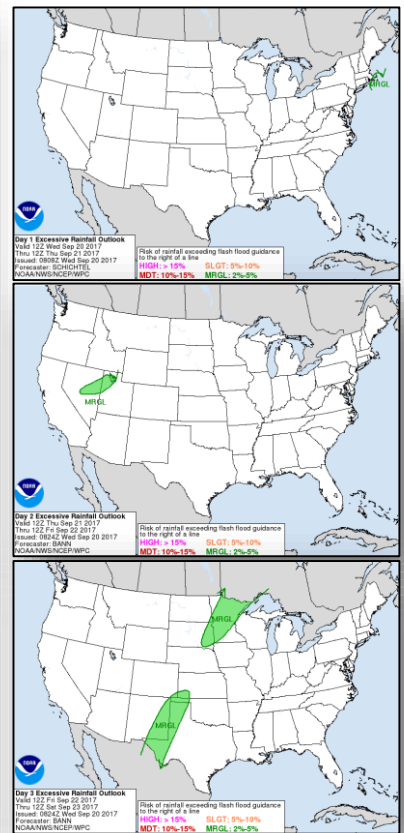 MRGL
NOAA
Day 1 Excessive Rainfall Outlook
Valid 12Z Wed Sep 20 2017
Thru 12Z Thu Sep 21 2017
Issued: 0808Z Wed Sep 20 2017
Forecaster: SCHICHTEL
NOAA/NWS/NCEP/WPC
Risk of rainfall exceeding flash flood guidance
to the right of a line
HIGH: > 15% SLGT: 5%-10%
MDT: 10%-15% MRGL: 2%-5%
MRGL
NOAA
Day 2 Excessive Rainfall Outlook
Valid 12Z Thu Sep 21 2017
Thru 12Z Fri Sep 22 2017
Issued: 0824Z Wed Sep 20 2017
Forecaster: BANN
NOAA/NWS/NCEP/WPC
Risk of rainfall exceeding flash flood guidance
to the right of a line
HIGH: > 15% SLGT: 5%-10%
MDT: 10%-15% MRGL: 2%-5%
MRGL
MRGL
NOAA
Day 3 Excessive Rainfall Outlook
Valid 12Z Fri Sep 22 2017
Thru 12Z Sat Sep 23 2017
Issued: 0824Z Wed Sep 20 2017
Forecaster: BANN
NOAA/NWS/NCEP/WPC
Risk of rainfall exceeding flash flood guidance
to the right of a line
HIGH: > 15% SLGT: 5%-10%
MDT: 10%-15% MRGL: 2%-5%